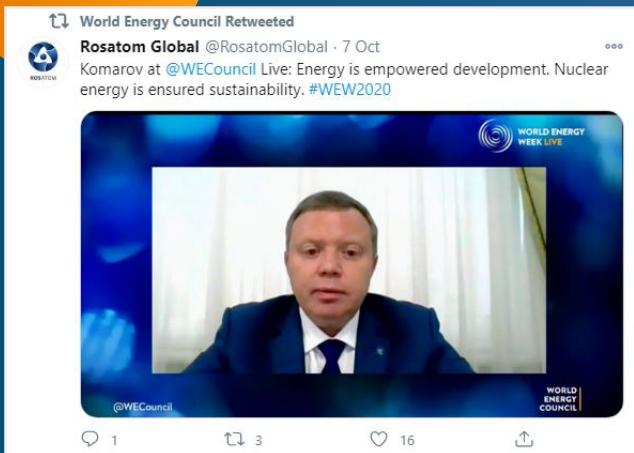 World Energy Council Retweeted
Rosatom Global @RosatomGlobal · 7 Oct
ROSATOM
Komarov at @WECouncil Live: Energy is empowered development. Nuclear
energy is ensured sustainability. #WEW2020
WORLD ENERGY
WEEK LIVE
@WECouncil
WORLD
ENERGY
COUNCIL
1 3 16